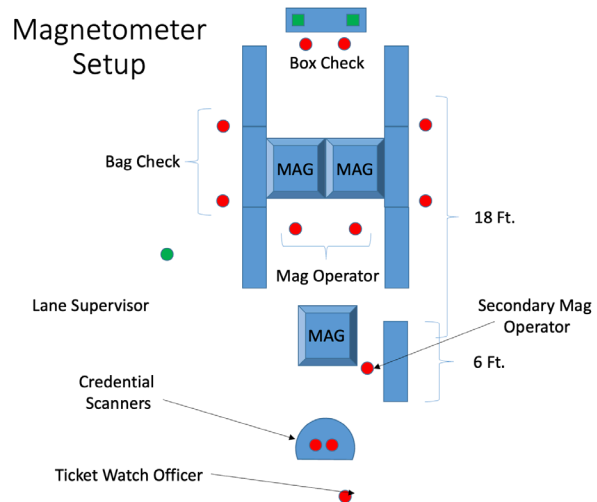 Magnetometer
Setup
Box Check
Bag Check
MAG
MAG
18 Ft.
Mag Operator
Lane Supervisor
MAG
Secondary Mag
Operator
6 Ft.
Credential
Scanners
Ticket Watch Officer